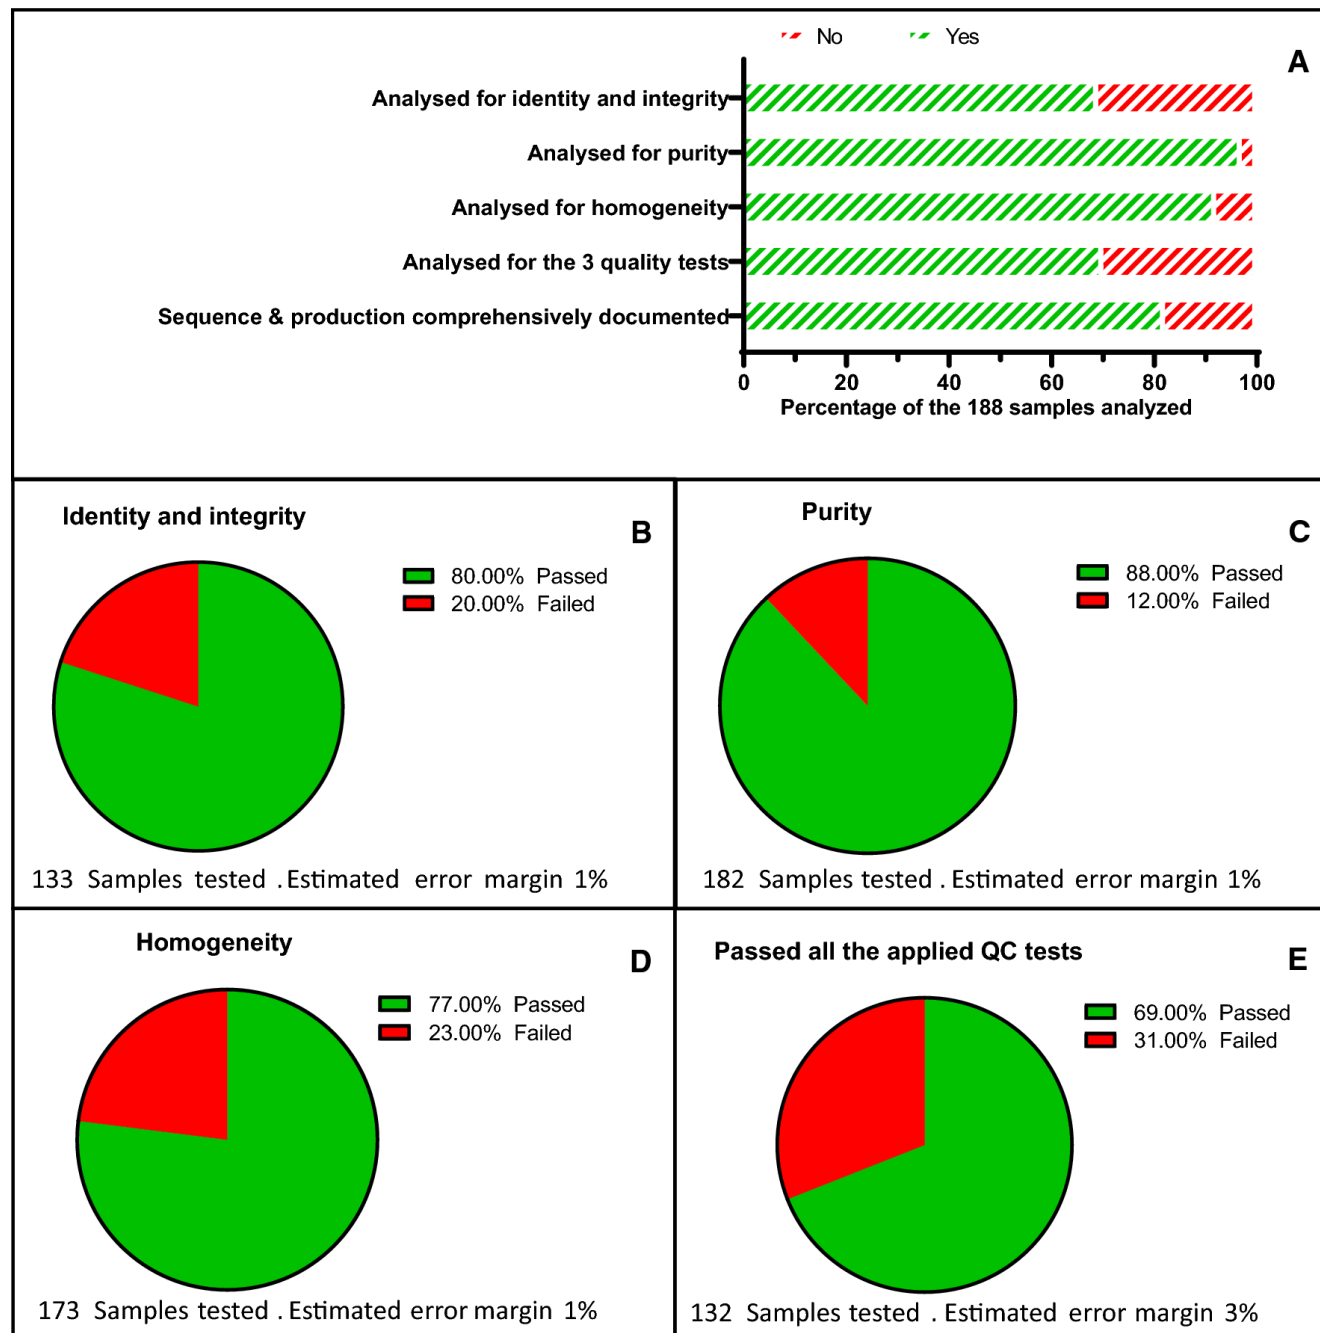 No Yes
A
Analysed for identity and integrity
Analysed for purity
Analysed for homogeneity
Analysed for the 3 quality tests
Sequence & production comprehensively documented
0 20 40 60 80 100
Percentage of the 188 samples analyzed
Identity and integrity
B
80.00% Passed
20.00% Failed
133 Samples tested . Estimated error margin 1%
Purity
C
88.00% Passed
12.00% Failed
182 Samples tested . Estimated error margin 1%
Homogeneity
D
77.00% Passed
23.00% Failed
173 Samples tested . Estimated error margin 1%
Passed all the applied QC tests
E
69.00% Passed
31.00% Failed
132 Samples tested . Estimated error margin 3%